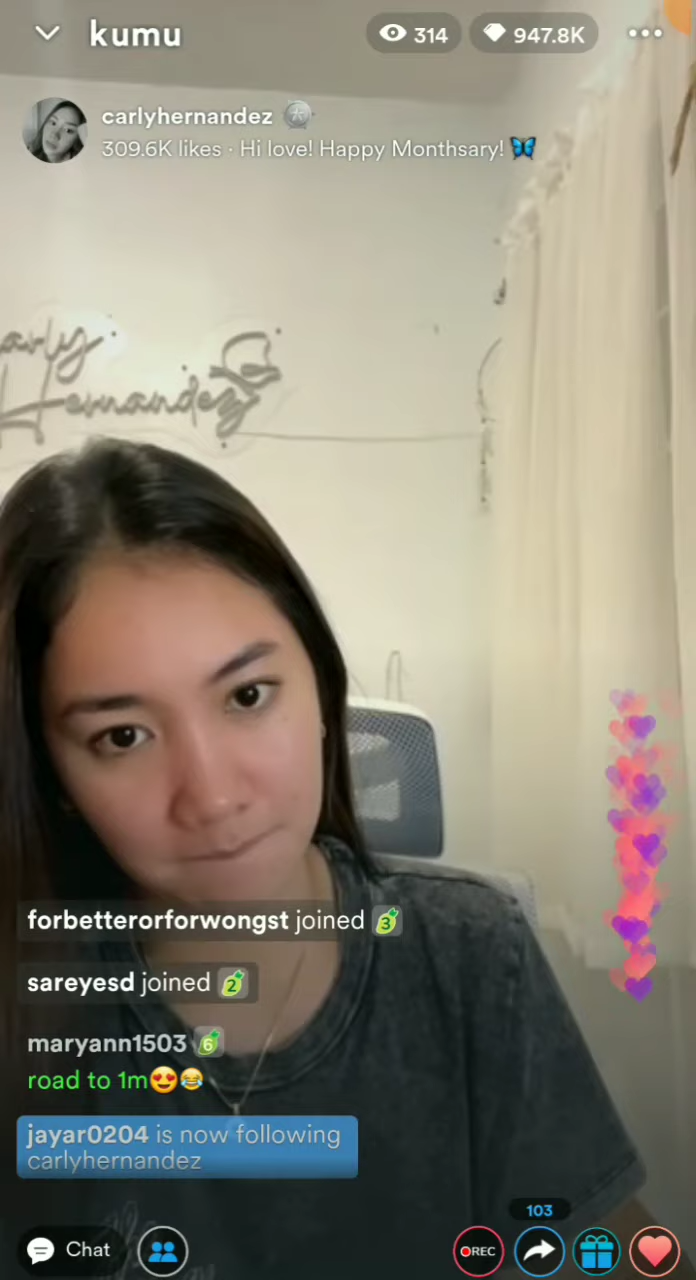 kumu
314
947.8K
carlyhernandez
309.6K likes · Hi love! Happy Monthsary! 🦋
arly
Hernandez
forbetterorforwongst joined 3
sareyesd joined 2
maryann1503 6
road to 1m😍😂
jayar0204 is now following
carlyhernandez
103
Chat
REC